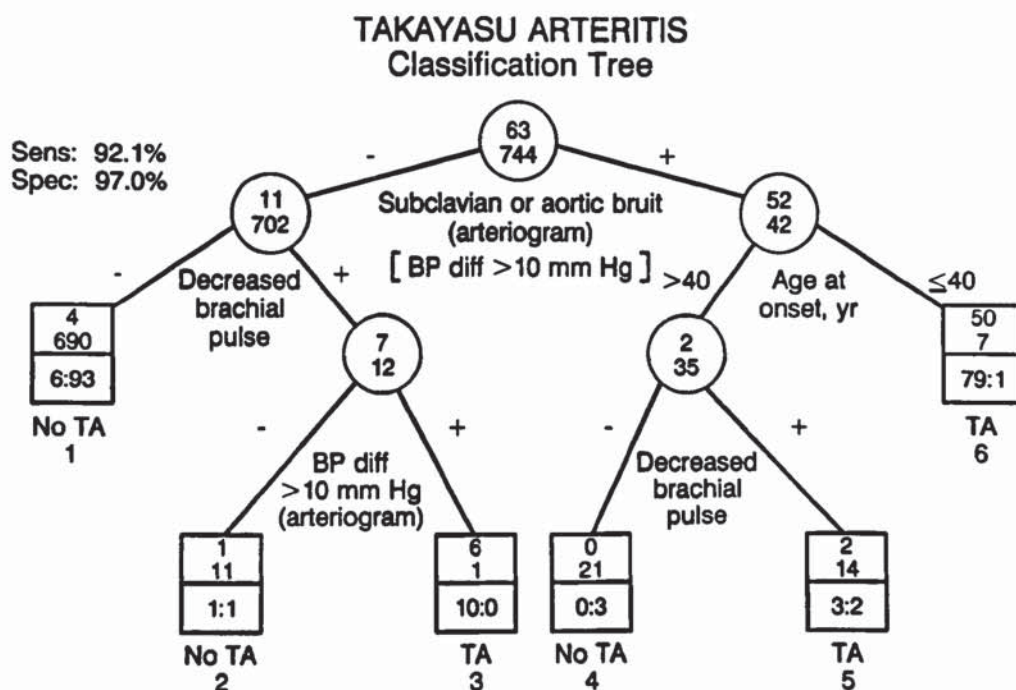 TAKAYASU ARTERITIS
Classification Tree
Sens: 92.1%
Spec: 97.0%
63
744
-
+
11
702
Subclavian or aortic bruit
(arteriogram)
[ BP diff >10 mm Hg ]
52
42
-
Decreased
brachial
pulse
+
>40
Age at
onset, yr
≤40
4
690
6:93
No TA
1
7
12
2
35
50
7
79:1
TA
6
-
BP diff
>10 mm Hg
(arteriogram)
+
-
Decreased
brachial
pulse
+
1
11
1:1
No TA
2
6
1
10:0
TA
3
0
21
0:3
No TA
4
2
14
3:2
TA
5